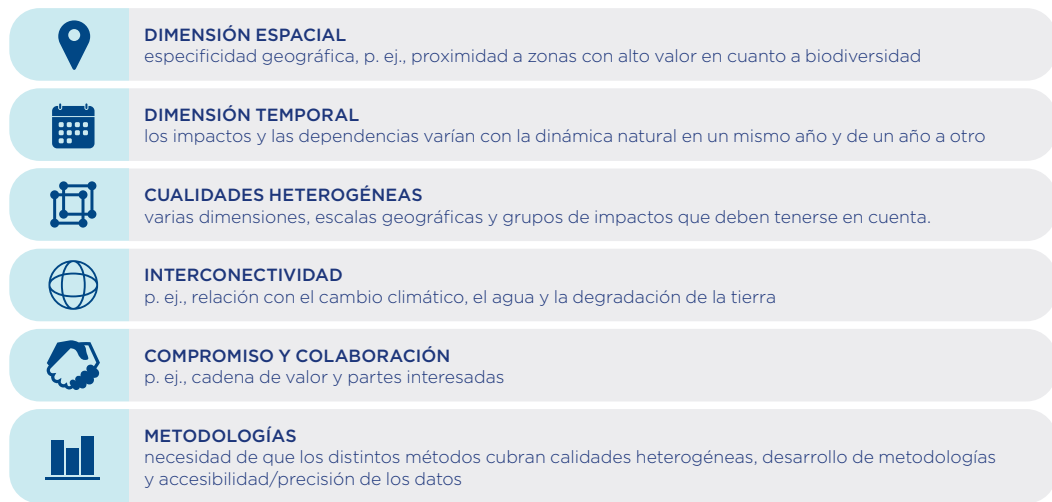 DIMENSIÓN ESPACIAL
especificidad geográfica, p. ej., proximidad a zonas con alto valor en cuanto a biodiversidad
DIMENSIÓN TEMPORAL
los impactos y las dependencias varían con la dinámica natural en un mismo año y de un año a otro
CUALIDADES HETEROGÉNEAS
varias dimensiones, escalas geográficas y grupos de impactos que deben tenerse en cuenta.
INTERCONECTIVIDAD
p. ej., relación con el cambio climático, el agua y la degradación de la tierra
COMPROMISO Y COLABORACIÓN
p. ej., cadena de valor y partes interesadas
METODOLOGÍAS
necesidad de que los distintos métodos cubran calidades heterogéneas, desarrollo de metodologías
y accesibilidad/precisión de los datos